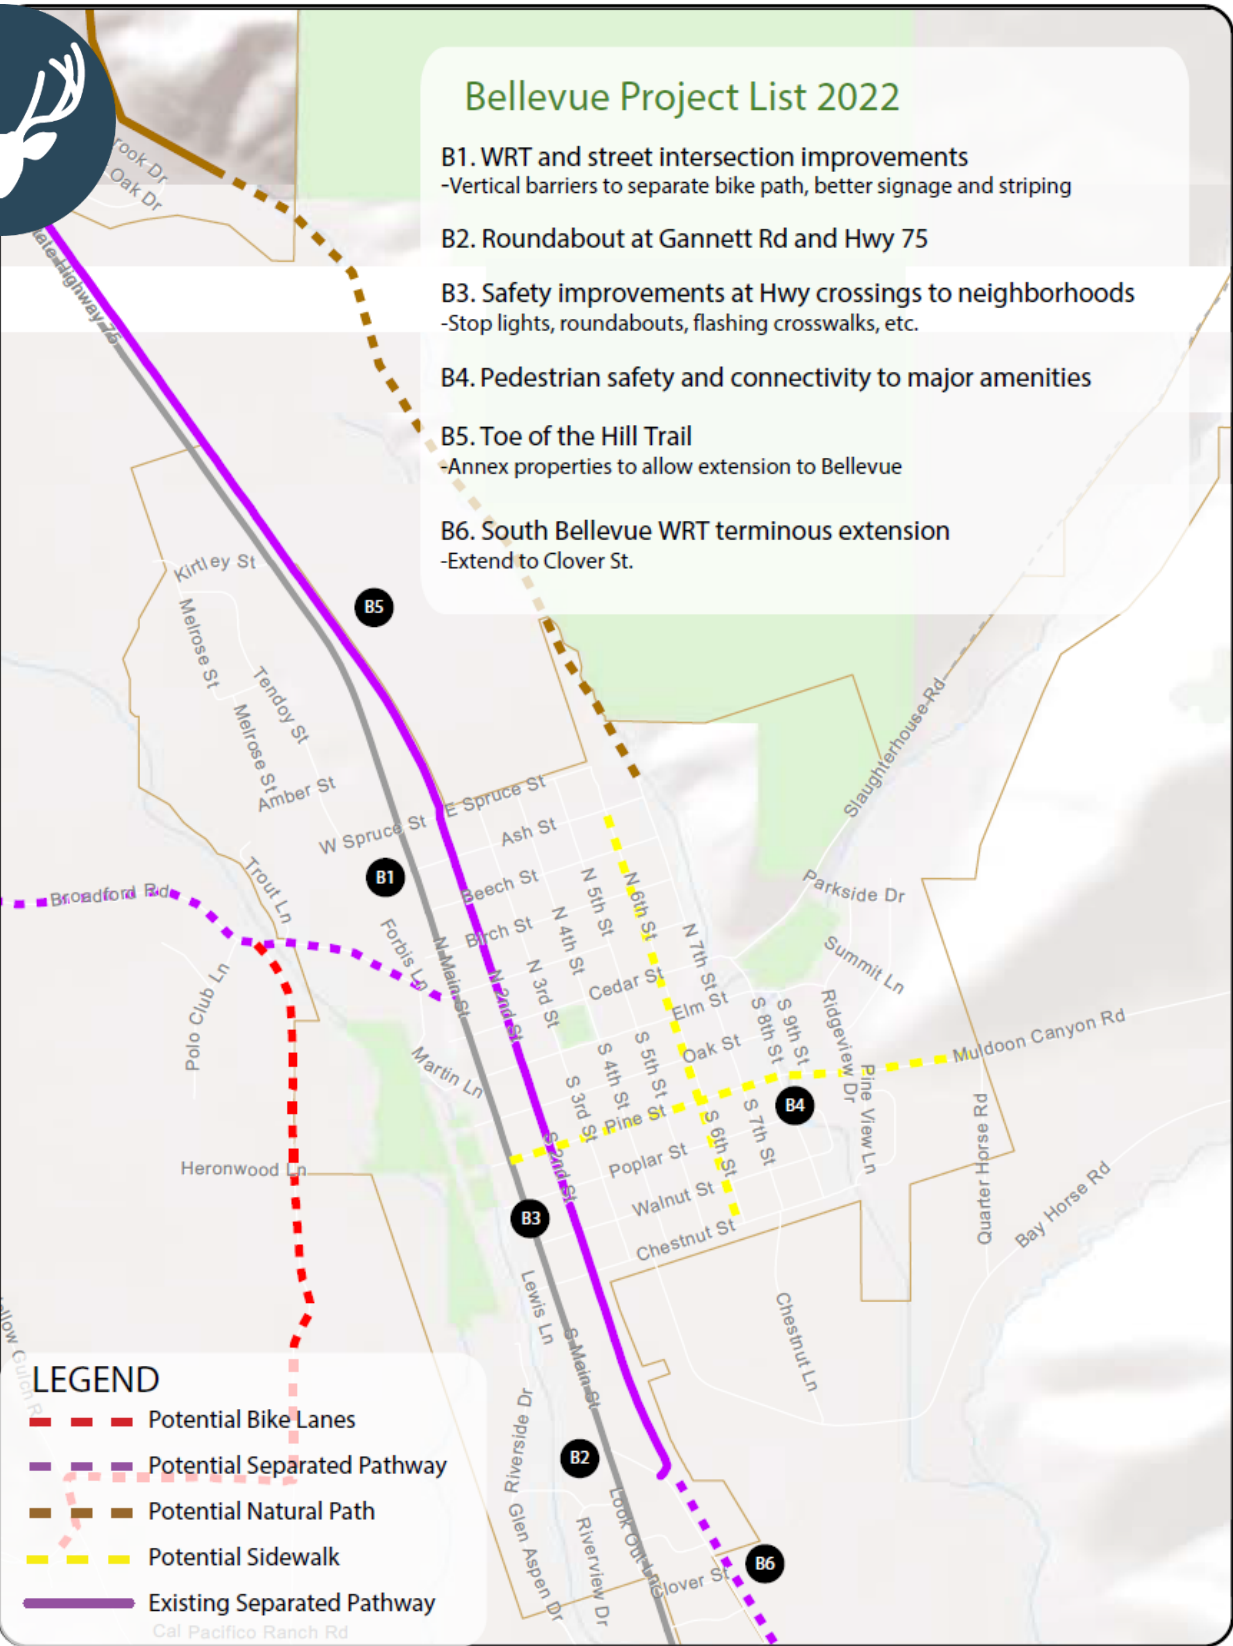 Bellevue Project List 2022
B1. WRT and street intersection improvements
-Vertical barriers to separate bike path, better signage and striping
B2. Roundabout at Gannett Rd and Hwy 75
B3. Safety improvements at Hwy crossings to neighborhoods
-Stop lights, roundabouts, flashing crosswalks, etc.
B4. Pedestrian safety and connectivity to major amenities
B5. Toe of the Hill Trail
-Annex properties to allow extension to Bellevue
B6. South Bellevue WRT terminous extension
-Extend to Clover St.
Oak Dr
Highway 75
Kirtley St
B5
Melrose St
Tendoy St
Melrose St
Amber St
Slaughterhouse Rd
E Spruce St
W Spruce St
Ash St
B1
Trout Ln
Broadford Rd
Beech St
Parkside Dr
N 5th St
N 6th St
Birch St
N 4th St
Forbis Ln
N Main St
N 7th St
Summit Ln
N 3rd St
N 2nd St
Cedar St
Polo Club Ln
Elm St
S 8th St
S 9th St
Ridgeview Dr
Muldoon Canyon Rd
Oak St
S 5th St
S 4th St
Martin Ln
S 3rd St
Pine St
B4
Pine View Ln
S 6th St
S 7th St
Quarter Horse Rd
S 2nd St
Poplar St
Heronwood Ln
Bay Horse Rd
Walnut St
B3
Chestnut St
Lewis Ln
Chestnut Ln
S Main St
Riverside Dr
B2
Look Out Ln
Glen Aspen Dr
Riverview Dr
Clover St
B6
LEGEND
Potential Bike Lanes
Potential Separated Pathway
Potential Natural Path
Potential Sidewalk
Existing Separated Pathway
Cal Pacifico Ranch Rd